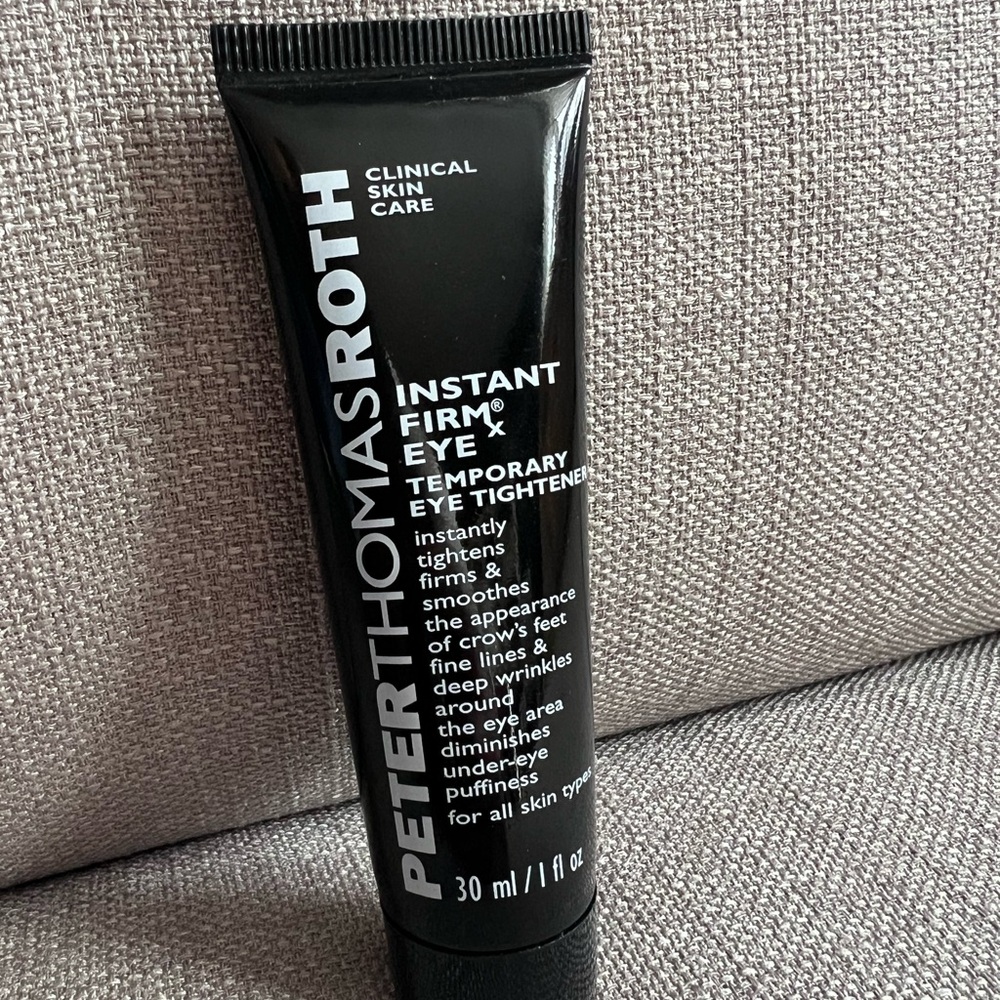 PETERTHOMASROTH
CLINICAL
SKIN
CARE
INSTANT
FIRMx®
EYE
TEMPORARY
EYE TIGHTENER
instantly
tightens
firms &
smoothes
the appearance
of crow's feet
fine lines &
deep wrinkles
around
the eye area
diminishes
under-eye
puffiness
for all skin types
30 ml / 1 fl oz